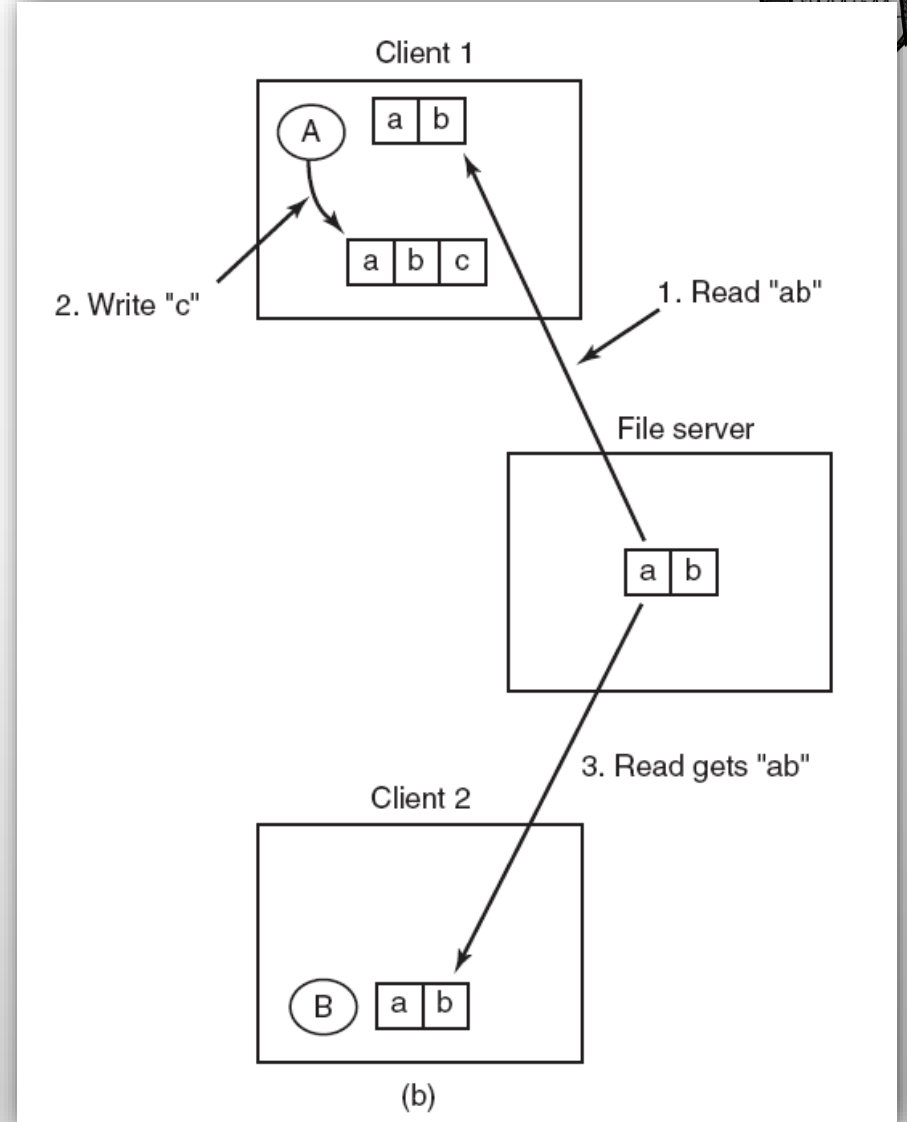 Client 1
A
a b
a b c
2. Write "c"
1. Read "ab"
File server
a b
3. Read gets "ab"
Client 2
B
a b
(b)